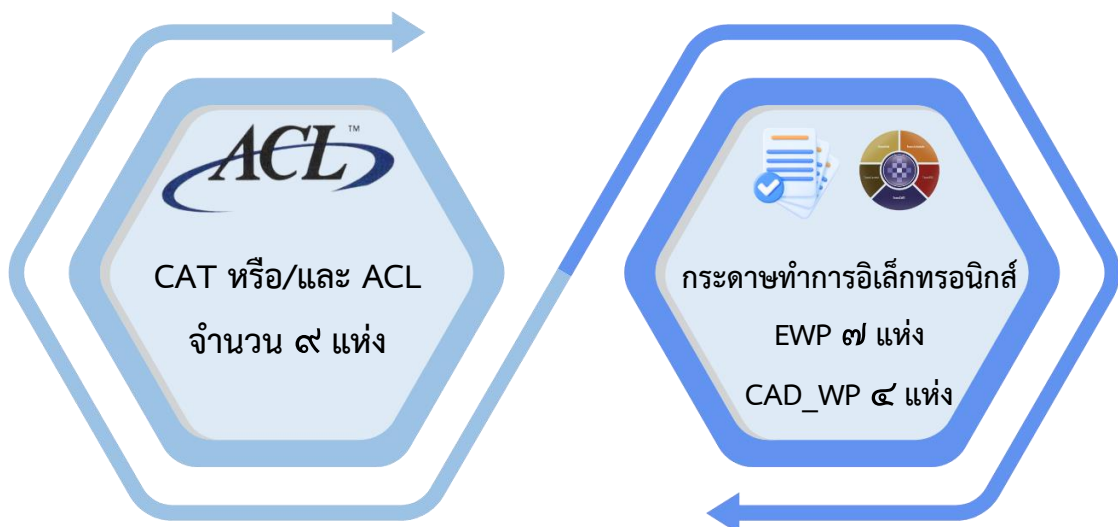 ACL™
CAT หรือ/และ ACL
จำนวน ๙ แห่ง
กระดาษทำการอิเล็กทรอนิกส์
EWP ๗ แห่ง
CAD_WP ๔ แห่ง